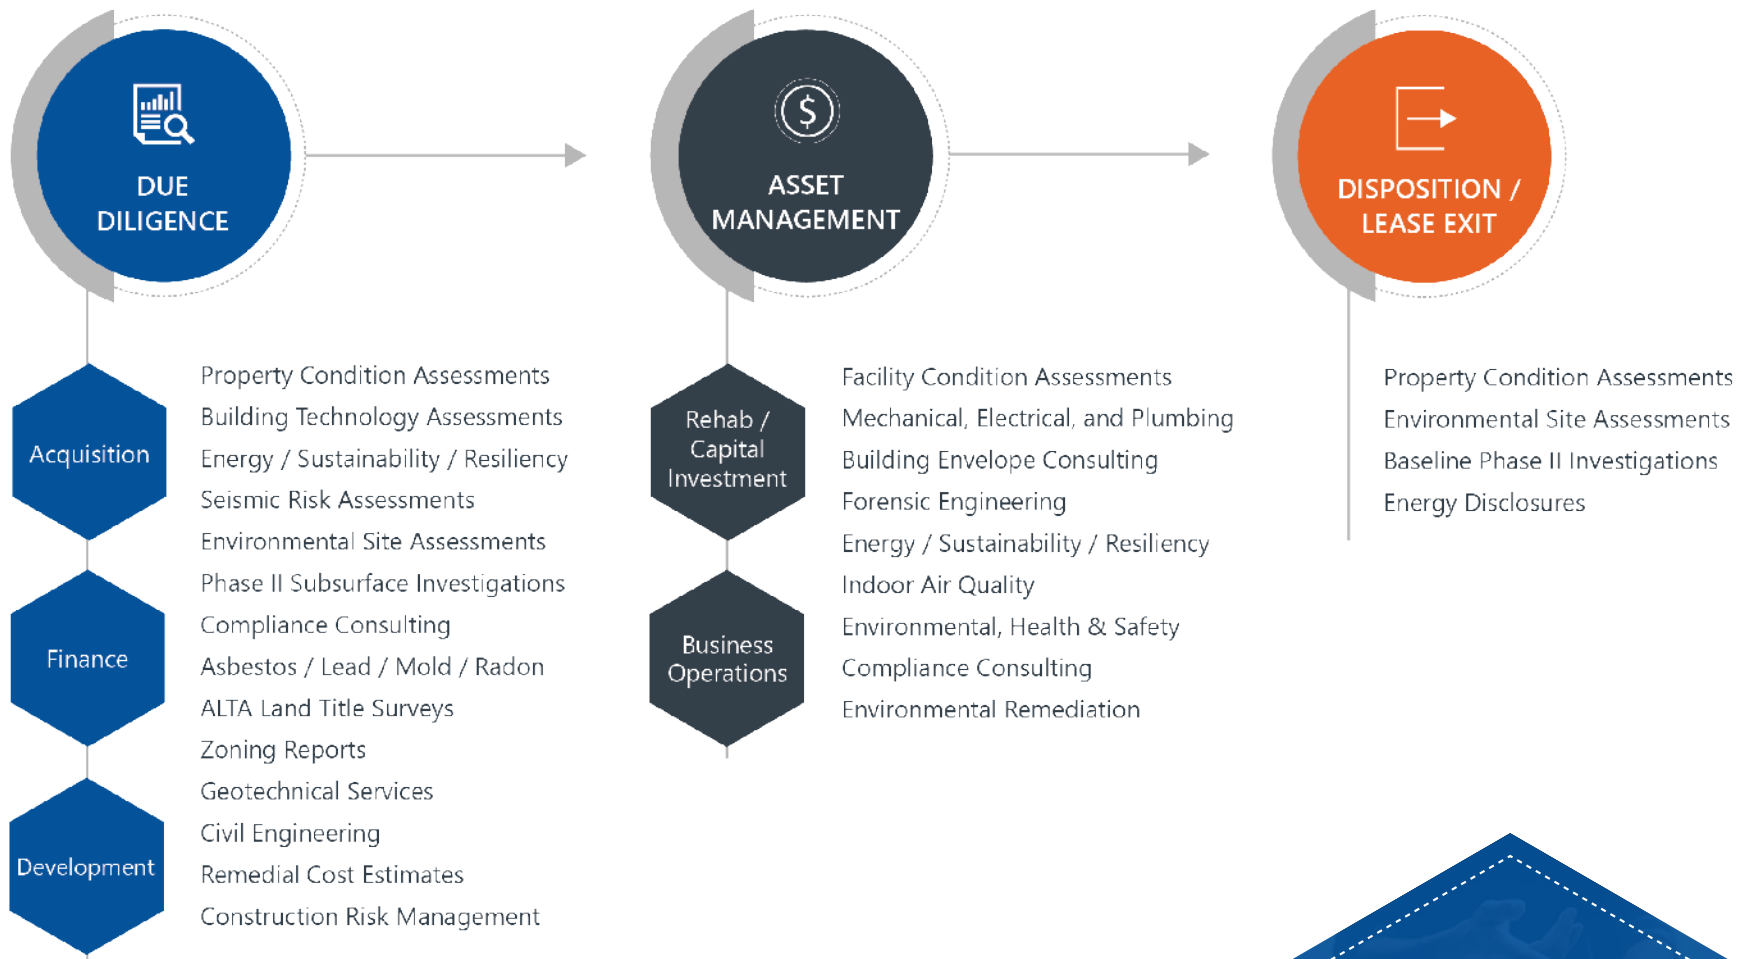 DUE
DILIGENCE
Acquisition
Finance
Development
Property Condition Assessments
Building Technology Assessments
Energy / Sustainability / Resiliency
Seismic Risk Assessments
Environmental Site Assessments
Phase II Subsurface Investigations
Compliance Consulting
Asbestos / Lead / Mold / Radon
ALTA Land Title Surveys
Zoning Reports
Geotechnical Services
Civil Engineering
Remedial Cost Estimates
Construction Risk Management
$
ASSET
MANAGEMENT
Rehab /
Capital
Investment
Business
Operations
Facility Condition Assessments
Mechanical, Electrical, and Plumbing
Building Envelope Consulting
Forensic Engineering
Energy / Sustainability / Resiliency
Indoor Air Quality
Environmental, Health & Safety
Compliance Consulting
Environmental Remediation
DISPOSITION /
LEASE EXIT
Property Condition Assessments
Environmental Site Assessments
Baseline Phase II Investigations
Energy Disclosures